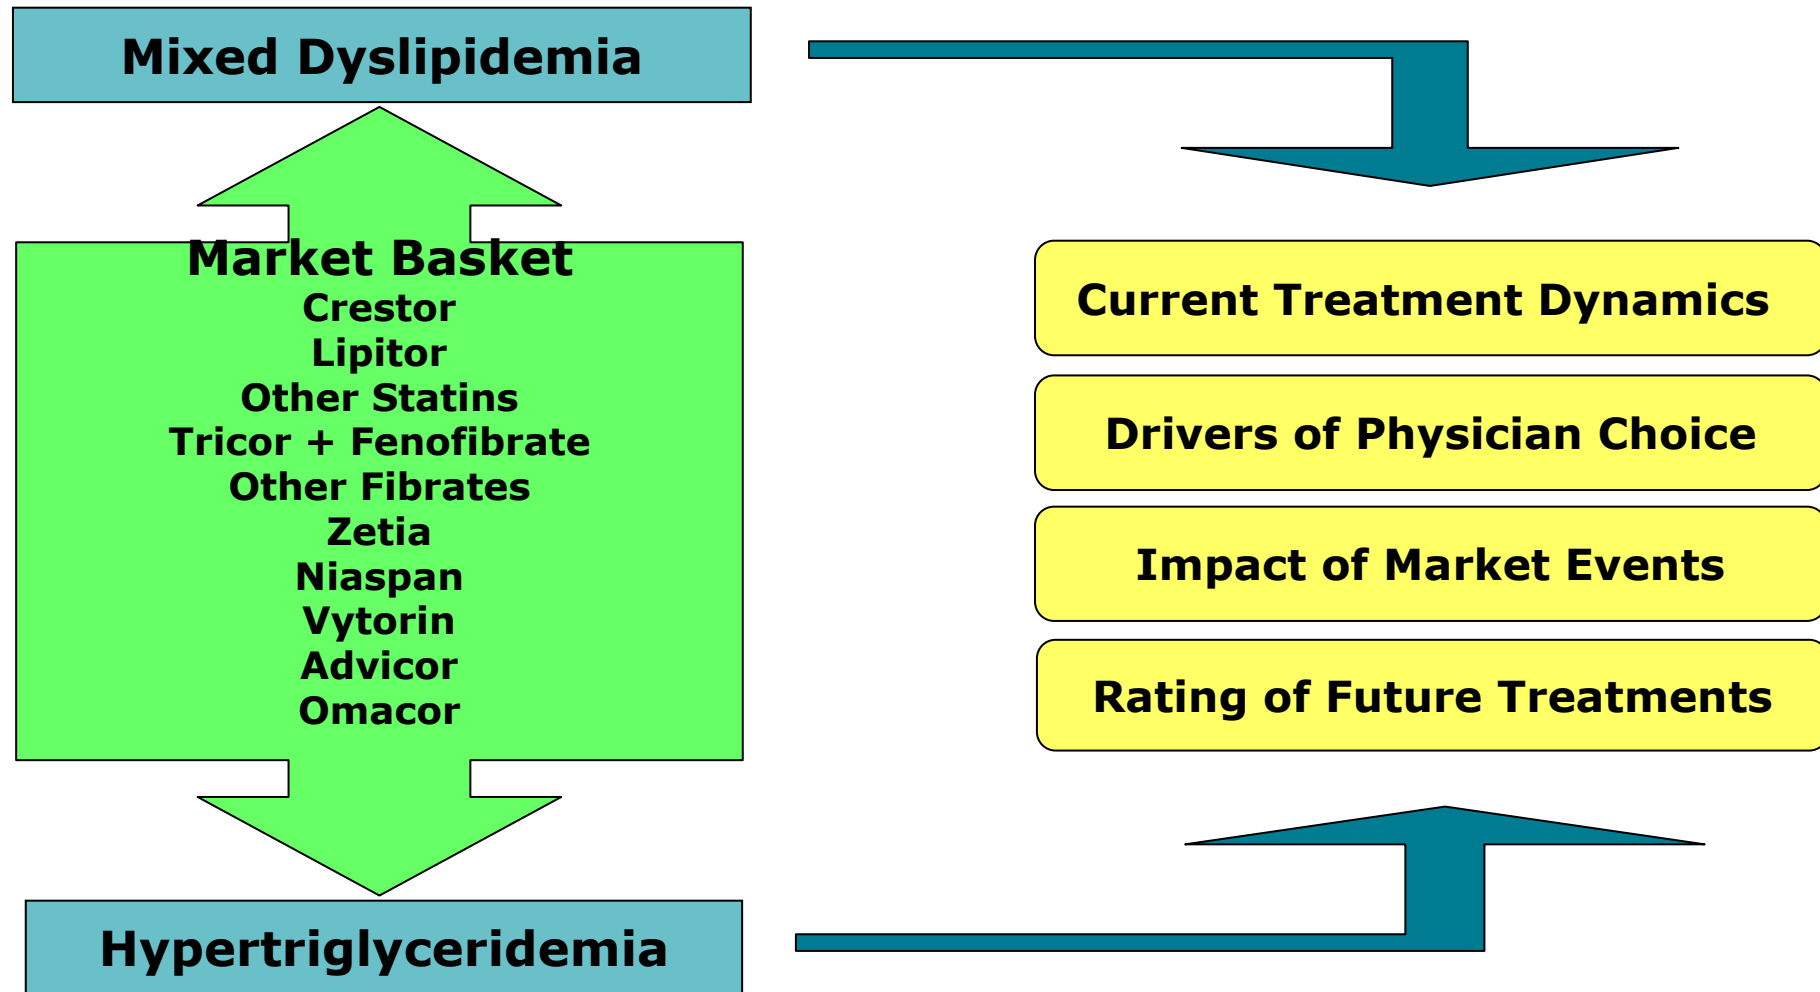 Mixed Dyslipidemia
Market Basket
Crestor
Lipitor
Other Statins
Tricor + Fenofibrate
Other Fibrates
Zetia
Niaspan
Vytorin
Advicor
Omacor
Hypertriglyceridemia
Current Treatment Dynamics
Drivers of Physician Choice
Impact of Market Events
Rating of Future Treatments